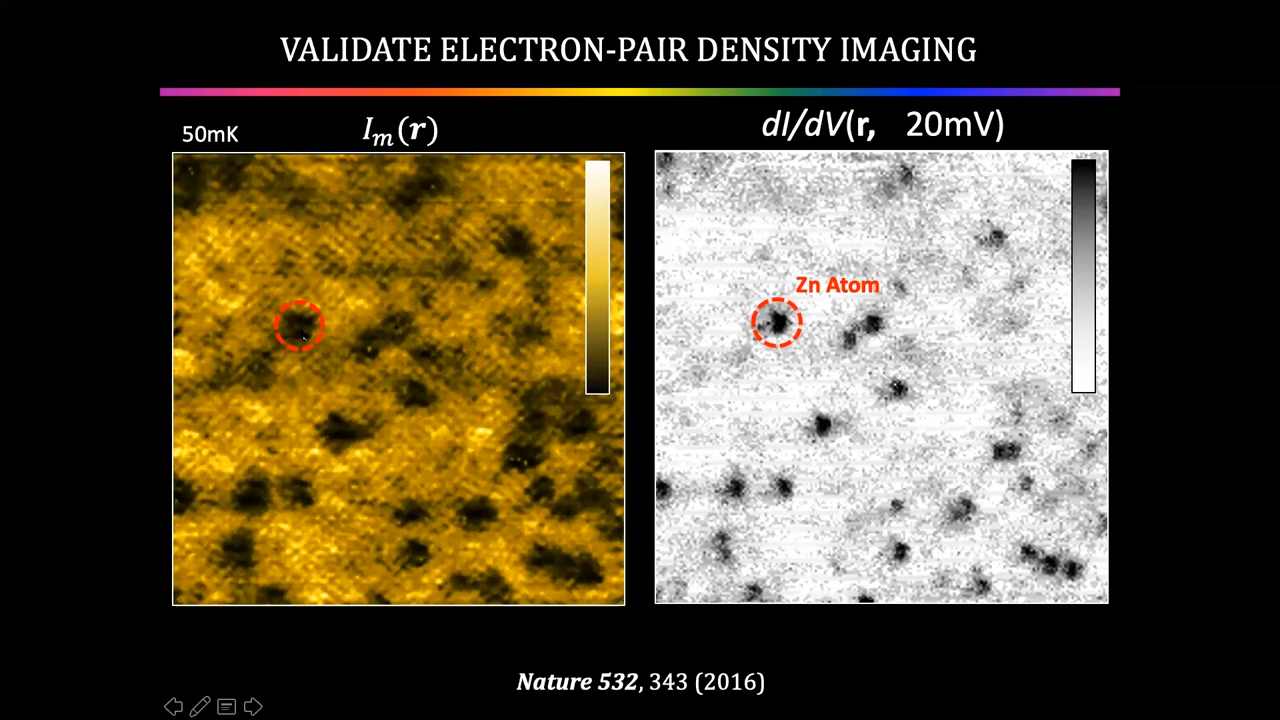 VALIDATE ELECTRON-PAIR DENSITY IMAGING
50mK
I_m(r)
dI/dV(r, 20mV)
Zn Atom
Nature 532, 343 (2016)